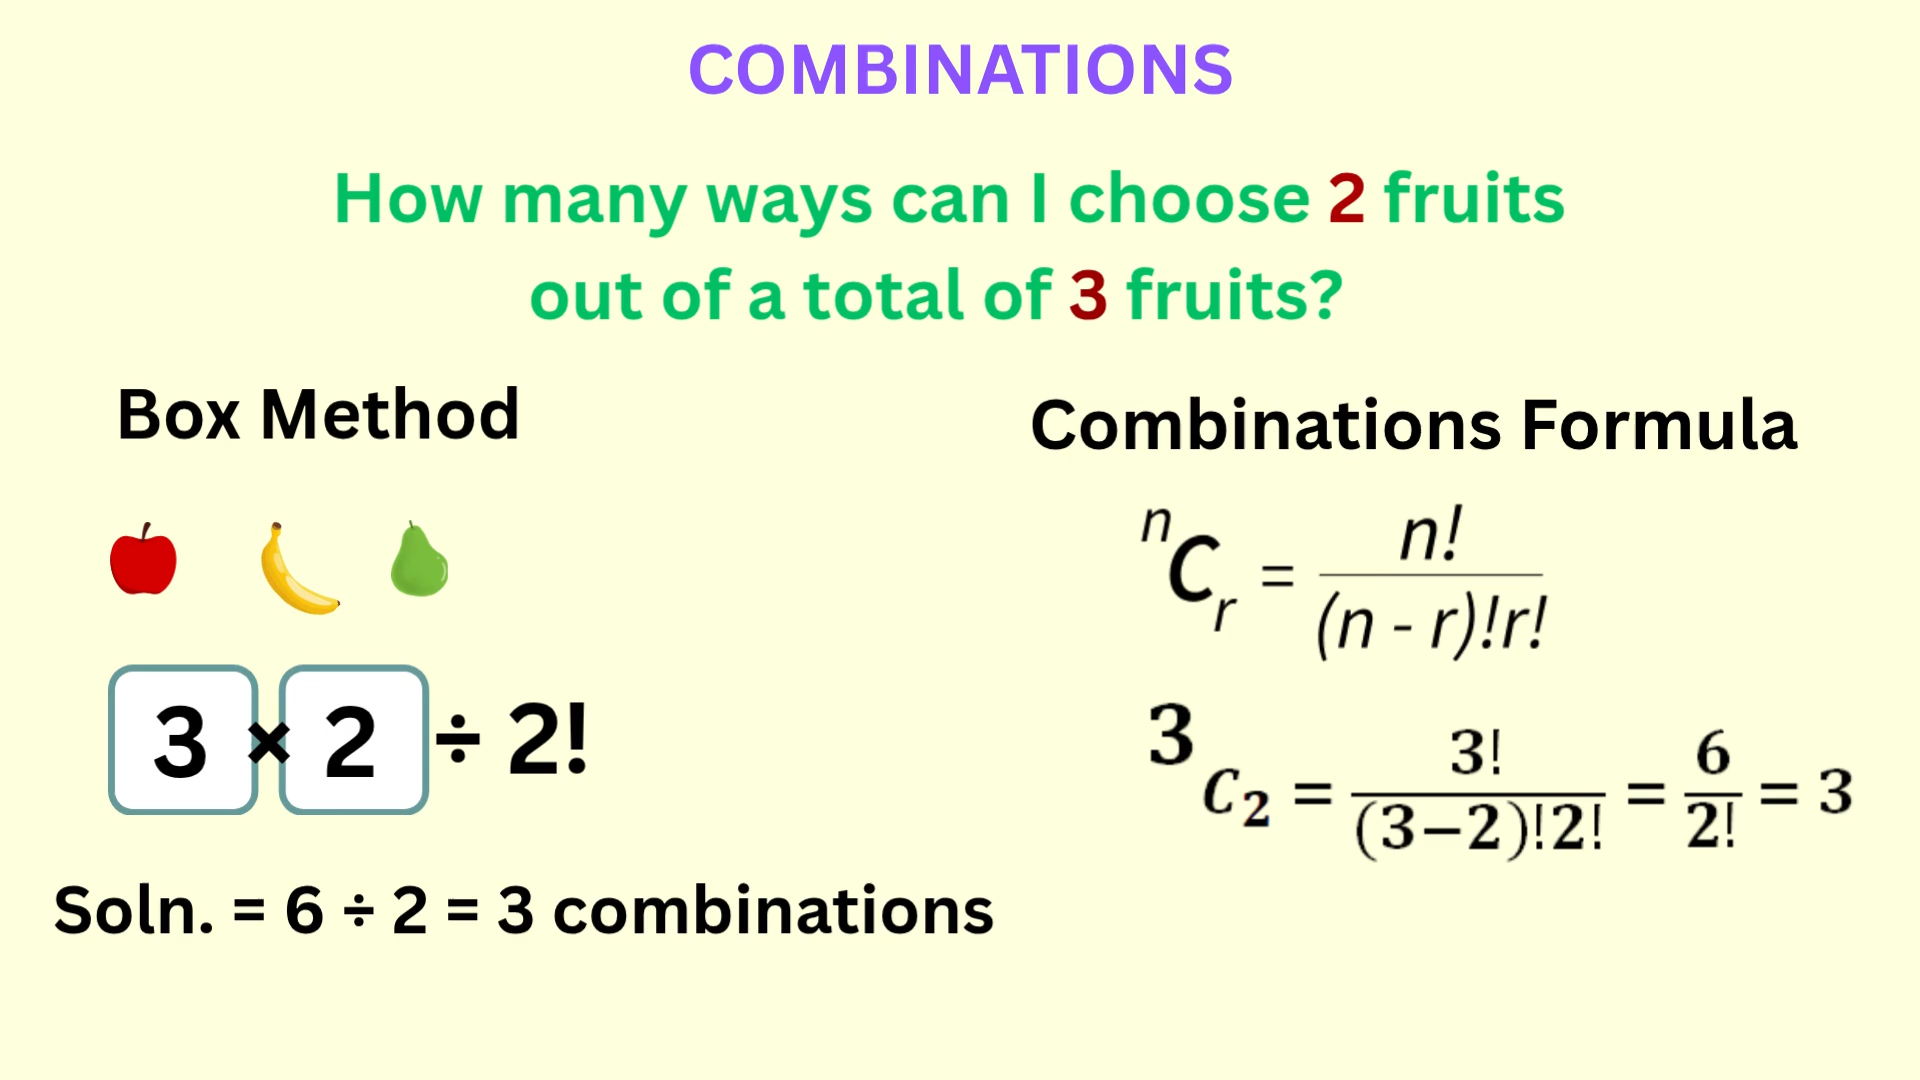 COMBINATIONS
How many ways can I choose 2 fruits
out of a total of 3 fruits?
Box Method
3 × 2 ÷ 2!
Soln. = 6 ÷ 2 = 3 combinations
Combinations Formula
ⁿCᵣ = n! / (n - r)!r!
³C₂ = 3! / (3−2)!2! = 6 / 2! = 3